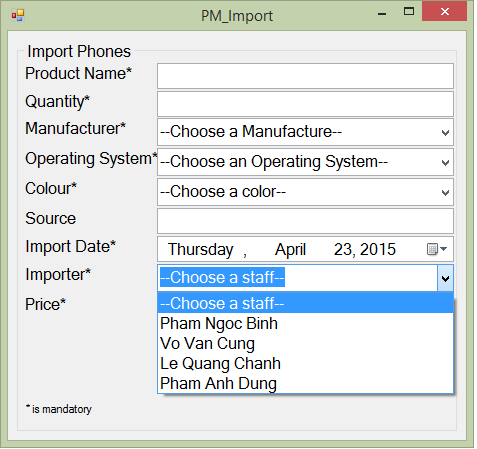 PM_Import
Import Phones
Product Name*
Quantity*
Manufacturer* --Choose a Manufacture--
Operating System* --Choose an Operating System--
Colour* --Choose a color--
Source
Import Date* Thursday , April 23, 2015
Importer* --Choose a staff--
Price* --Choose a staff--
Pham Ngoc Binh
Vo Van Cung
Le Quang Chanh
Pham Anh Dung
* is mandatory